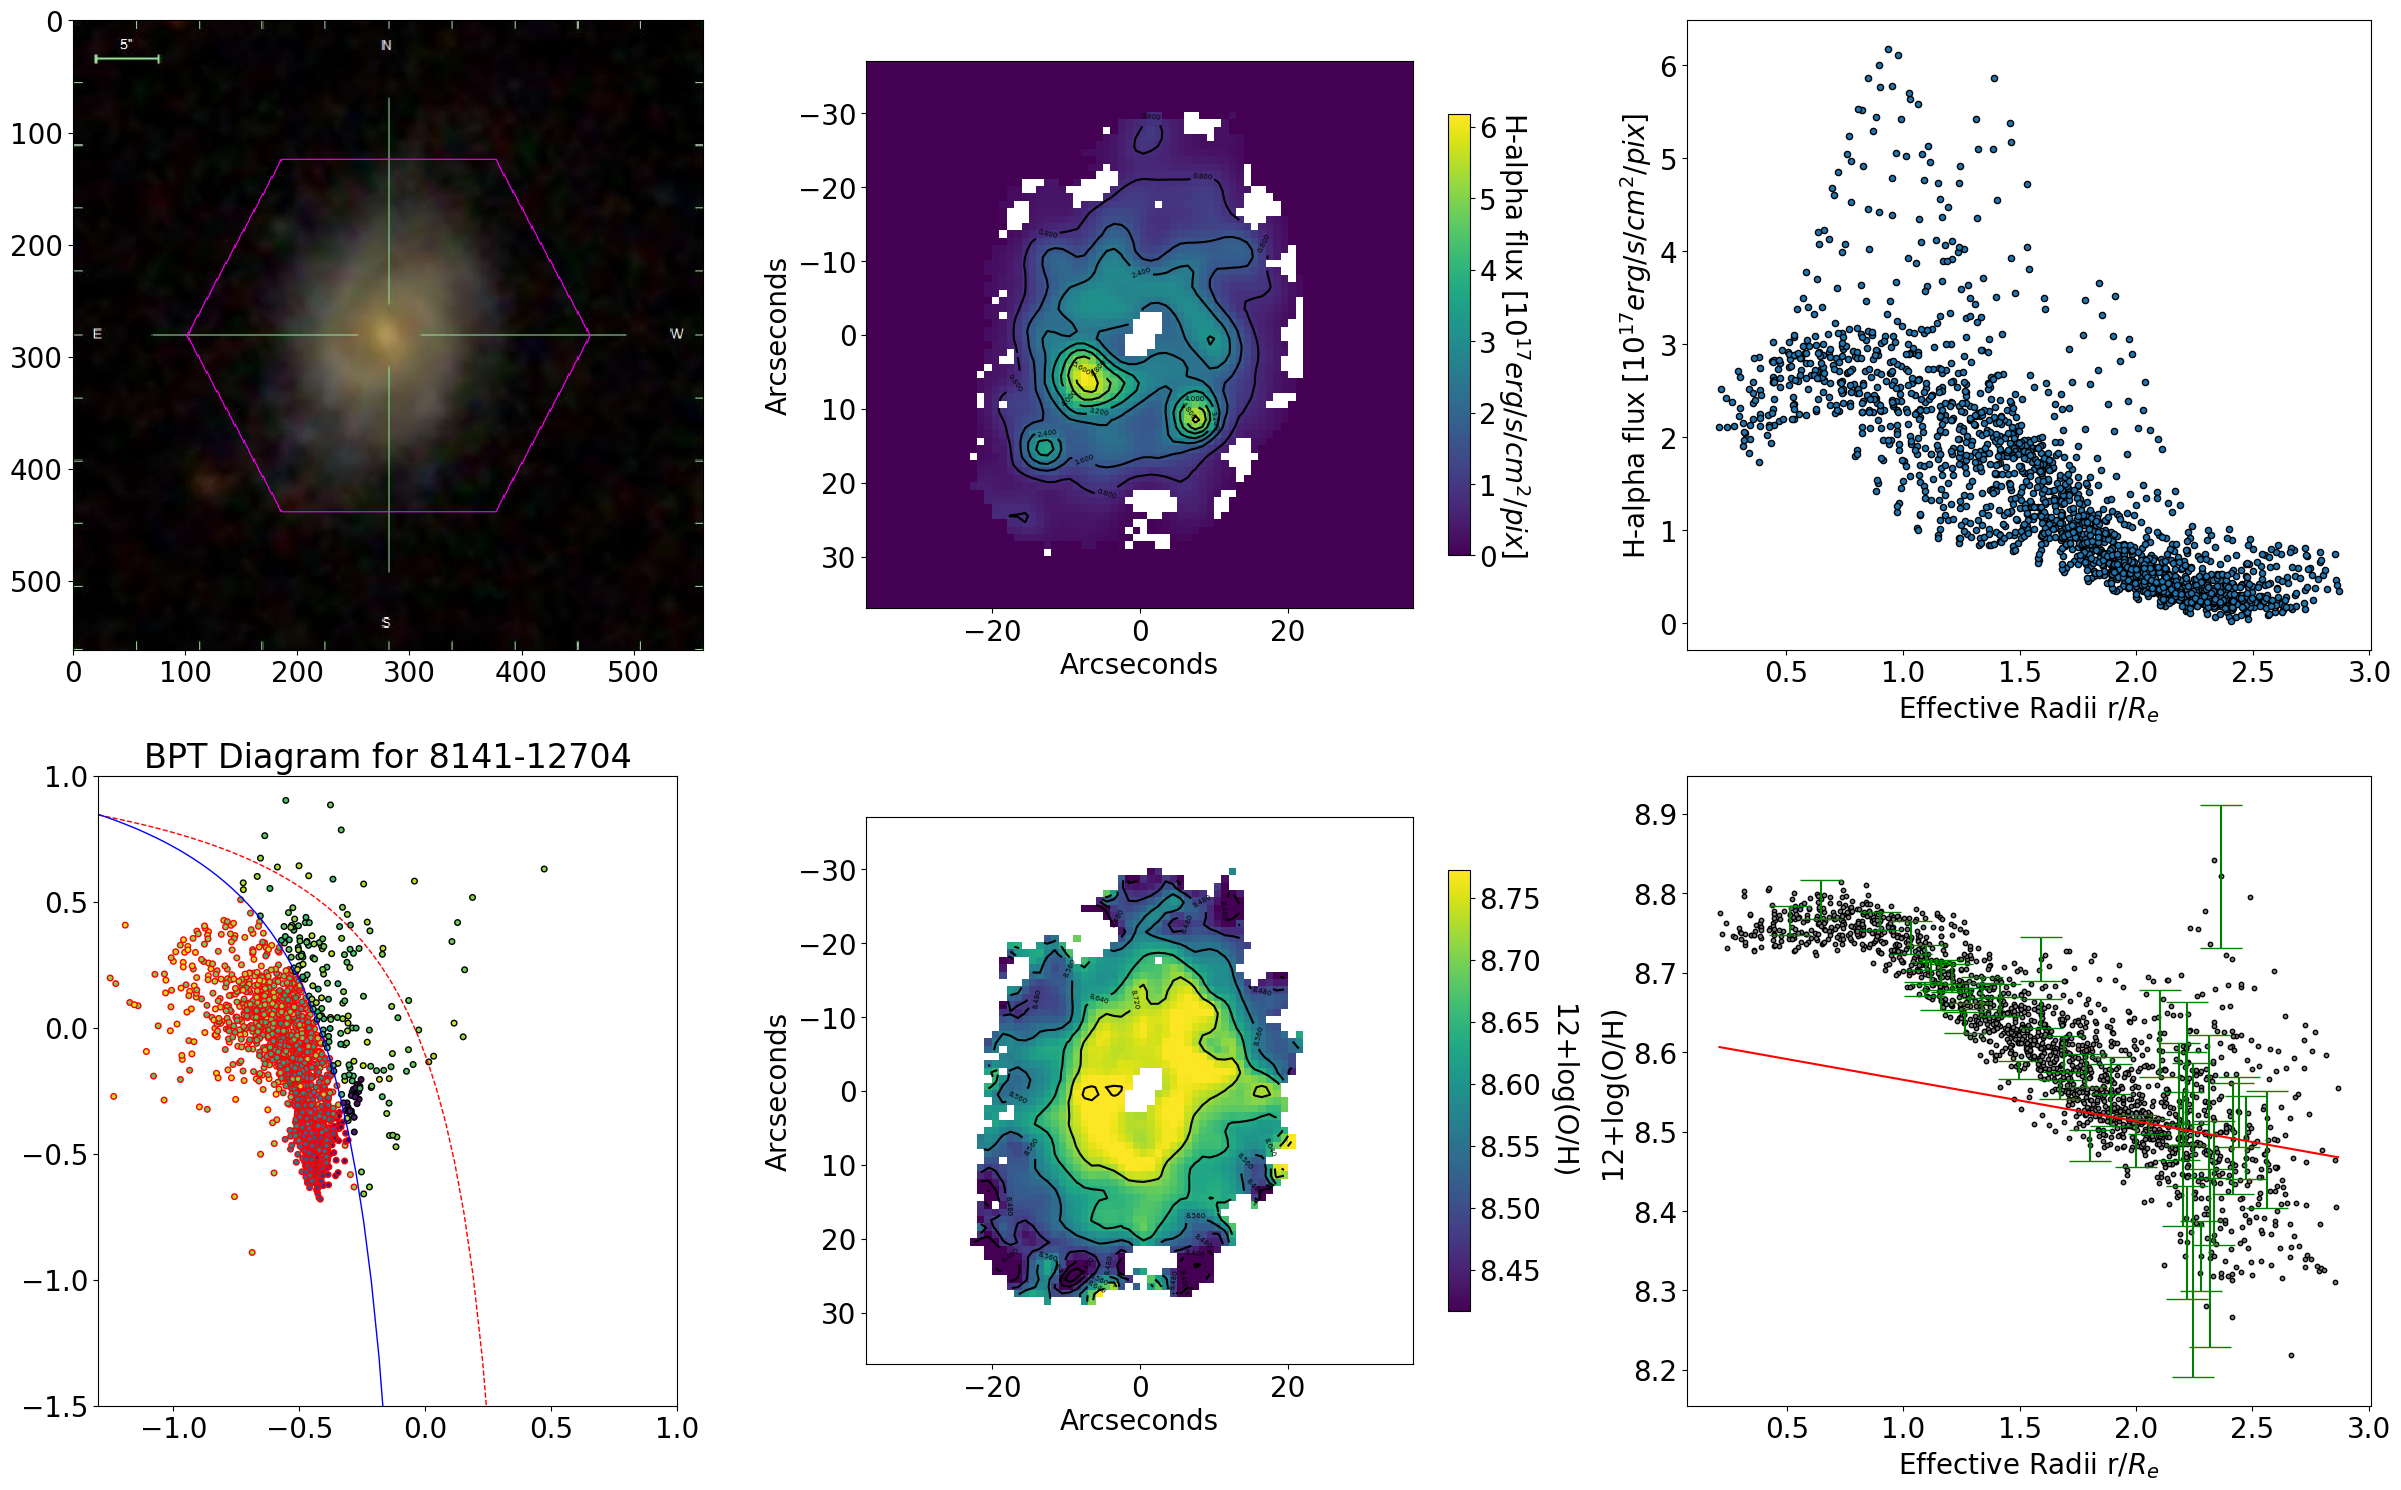 0
100
200
300
400
500
5"
N
E
W
S
0 100 200 300 400 500
Arcseconds
−30
−20
−10
0
10
20
30
−20 0 20
Arcseconds
6
5
4
3
2
1
0
H-alpha flux [10^17 erg/s/cm^2/pix]
H-alpha flux [10^17 erg/s/cm^2/pix]
6
5
4
3
2
1
0
0.5 1.0 1.5 2.0 2.5 3.0
Effective Radii r/R_e
BPT Diagram for 8141-12704
1.0
0.5
0.0
−0.5
−1.0
−1.5
−1.0 −0.5 0.0 0.5 1.0
Arcseconds
−30
−20
−10
0
10
20
30
−20 0 20
Arcseconds
8.75
8.70
8.65
8.60
8.55
8.50
8.45
12+log(O/H)
12+log(O/H)
8.9
8.8
8.7
8.6
8.5
8.4
8.3
8.2
0.5 1.0 1.5 2.0 2.5 3.0
Effective Radii r/R_e